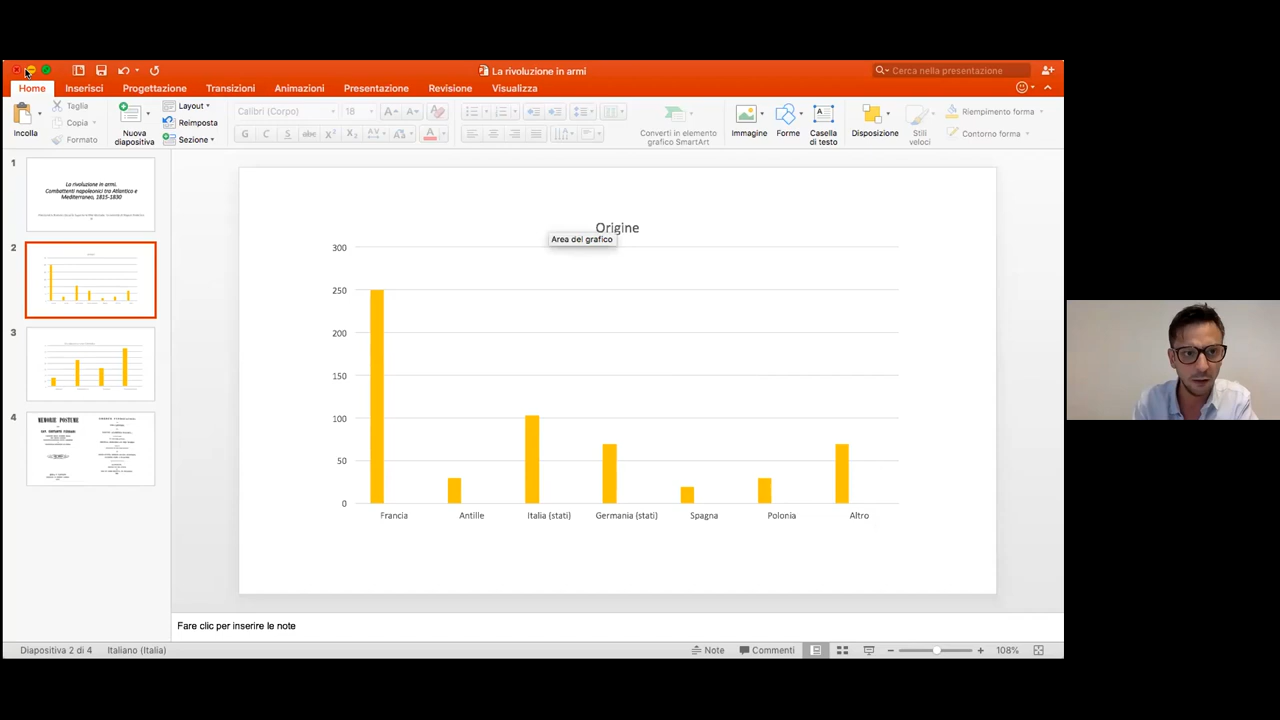 La rivoluzione in armi
Cerca nella presentazione
Home Inserisci Progettazione Transizioni Animazioni Presentazione Revisione Visualizza
Incolla
Taglia
Copia
Formato
Nuova
diapositiva
Layout
Reimposta
Sezione
Calibri (Corpo) 18
G C S abc X² X₂ AV Aa A
Converti in elemento
grafico SmartArt
Immagine
Forme
Casella
di testo
Disposizione
Stili
veloci
Riempimento forma
Contorno forma
1
La rivoluzione in armi.
Combattenti napoleonici tra Atlantico e
Mediterraneo, 1815-1830
2
3
4
MEMORIE POSTUME
Origine
Area del grafico
300
250
200
150
100
50
0
Francia Antille Italia (stati) Germania (stati) Spagna Polonia Altro
Fare clic per inserire le note
Diapositiva 2 di 4 Italiano (Italia) Note Commenti 108%